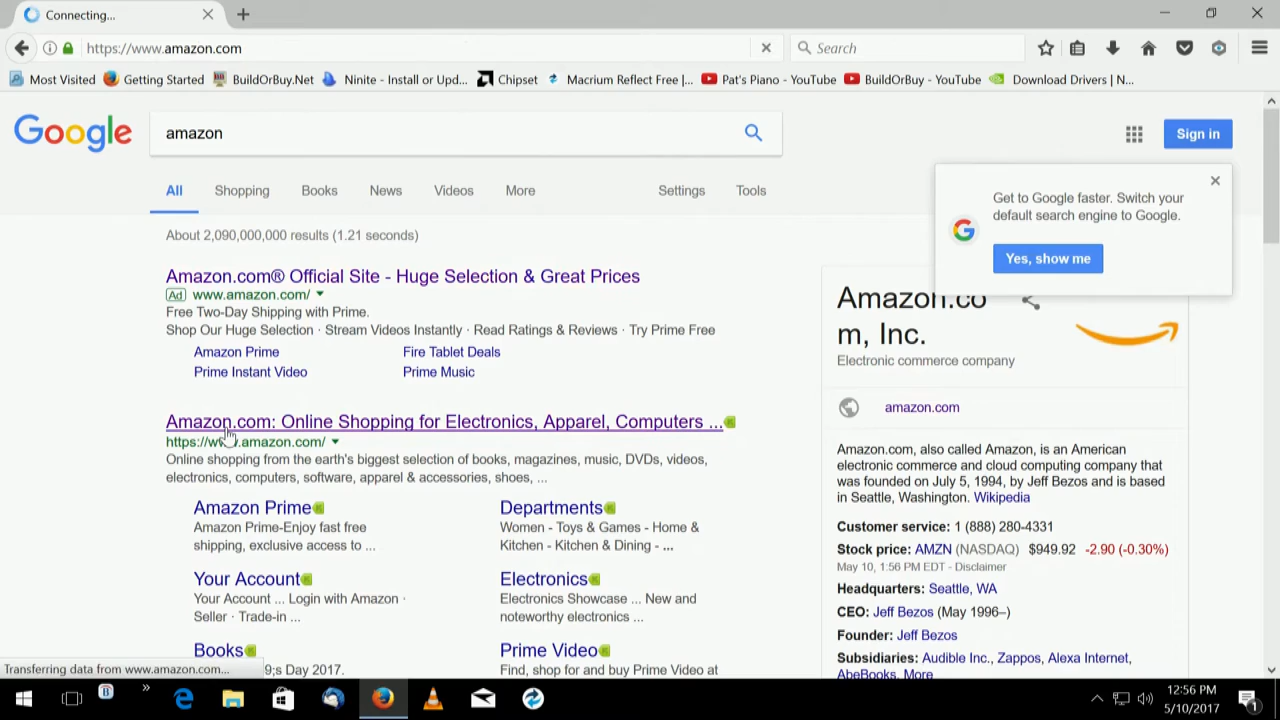 Connecting...
https://www.amazon.com
Search
Most Visited
Getting Started
BuildOrBuy.Net
Ninite - Install or Upd...
Chipset
Macrium Reflect Free |...
Pat's Piano - YouTube
BuildOrBuy - YouTube
Download Drivers | N...
Google
amazon
Sign in
All
Shopping
Books
News
Videos
More
Settings
Tools
Get to Google faster. Switch your
default search engine to Google.
Yes, show me
About 2,090,000,000 results (1.21 seconds)
Amazon.com® Official Site - Huge Selection & Great Prices
Ad www.amazon.com/
Free Two-Day Shipping with Prime.
Shop Our Huge Selection · Stream Videos Instantly · Read Ratings & Reviews · Try Prime Free
Amazon Prime
Fire Tablet Deals
Prime Instant Video
Prime Music
Amazon.com: Online Shopping for Electronics, Apparel, Computers ...
https://www.amazon.com/
Online shopping from the earth's biggest selection of books, magazines, music, DVDs, videos,
electronics, computers, software, apparel & accessories, shoes, ...
Amazon Prime
Amazon Prime-Enjoy fast free
shipping, exclusive access to ...
Departments
Women - Toys & Games - Home &
Kitchen - Kitchen & Dining - ...
Your Account
Your Account ... Login with Amazon ·
Seller · Trade-in ...
Electronics
Electronics Showcase ... New and
noteworthy electronics ...
Books
9;s Day 2017.
Prime Video
Find, shop for and buy Prime Video at
Amazon.co
m, Inc.
Electronic commerce company
amazon.com
Amazon.com, also called Amazon, is an American
electronic commerce and cloud computing company that
was founded on July 5, 1994, by Jeff Bezos and is based
in Seattle, Washington. Wikipedia
Customer service: 1 (888) 280-4331
Stock price: AMZN (NASDAQ) $949.92 -2.90 (-0.30%)
May 10, 1:56 PM EDT - Disclaimer
Headquarters: Seattle, WA
CEO: Jeff Bezos (May 1996–)
Founder: Jeff Bezos
Subsidiaries: Audible Inc., Zappos, Alexa Internet,
AbeBooks, More
Transferring data from www.amazon.com...
12:56 PM
5/10/2017
1